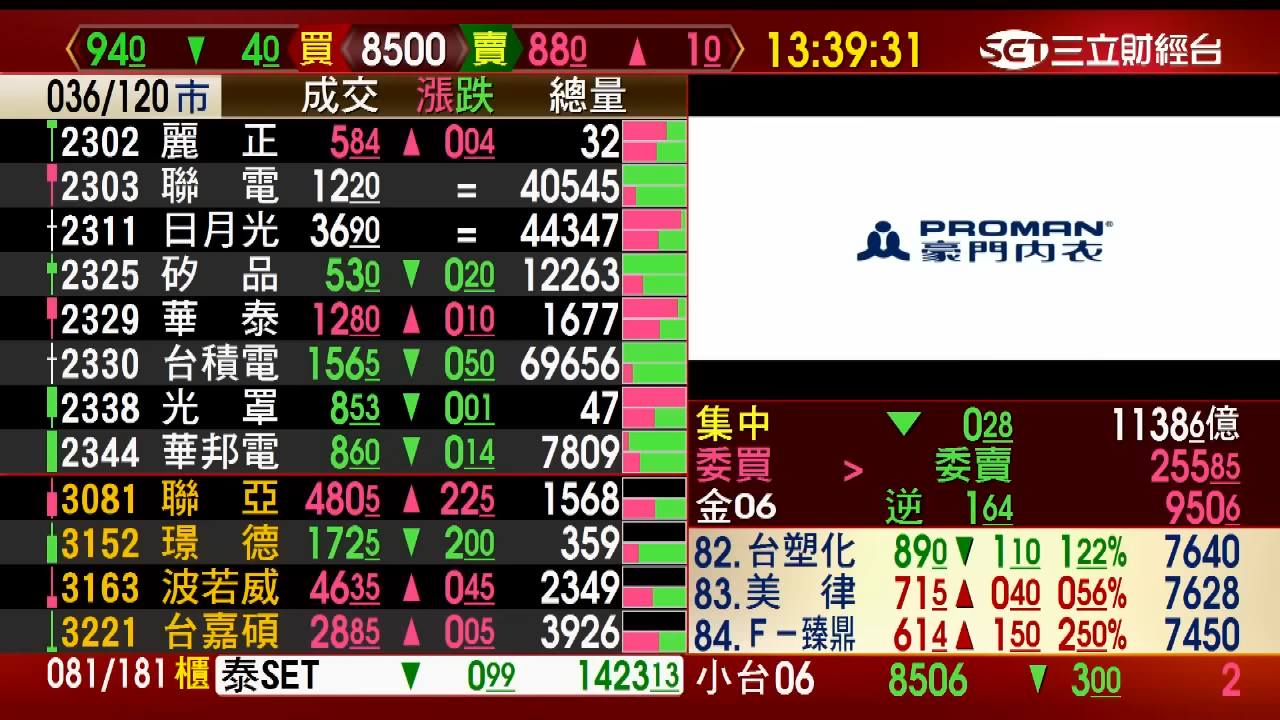 940 ▼ 40 買 8500 賣 880 ▲ 10 13:39:31 SET 三立財經台
036/120 市 成交 漲跌 總量
2302 麗正 584 ▲ 004 32
2303 聯電 1220 = 40545
2311 日月光 3690 = 44347
2325 矽品 530 ▼ 020 12263
2329 華泰 1280 ▲ 010 1677
2330 台積電 1565 ▼ 050 69656
2338 光罩 853 ▼ 001 47
2344 華邦電 860 ▼ 014 7809
3081 聯亞 4805 ▲ 225 1568
3152 璟德 1725 ▼ 200 359
3163 波若威 4635 ▲ 045 2349
3221 台嘉碩 2885 ▲ 005 3926
081/181 櫃 泰SET ▼ 099 142313
PROMAN®
豪門內衣
集中 ▼ 028 11386億
委買 > 委賣 25585
金06 逆 164 9506
82. 台塑化 890 ▼ 110 122% 7640
83. 美律 715 ▲ 040 056% 7628
84. F－臻鼎 614 ▲ 150 250% 7450
小台06 8506 ▼ 300 2